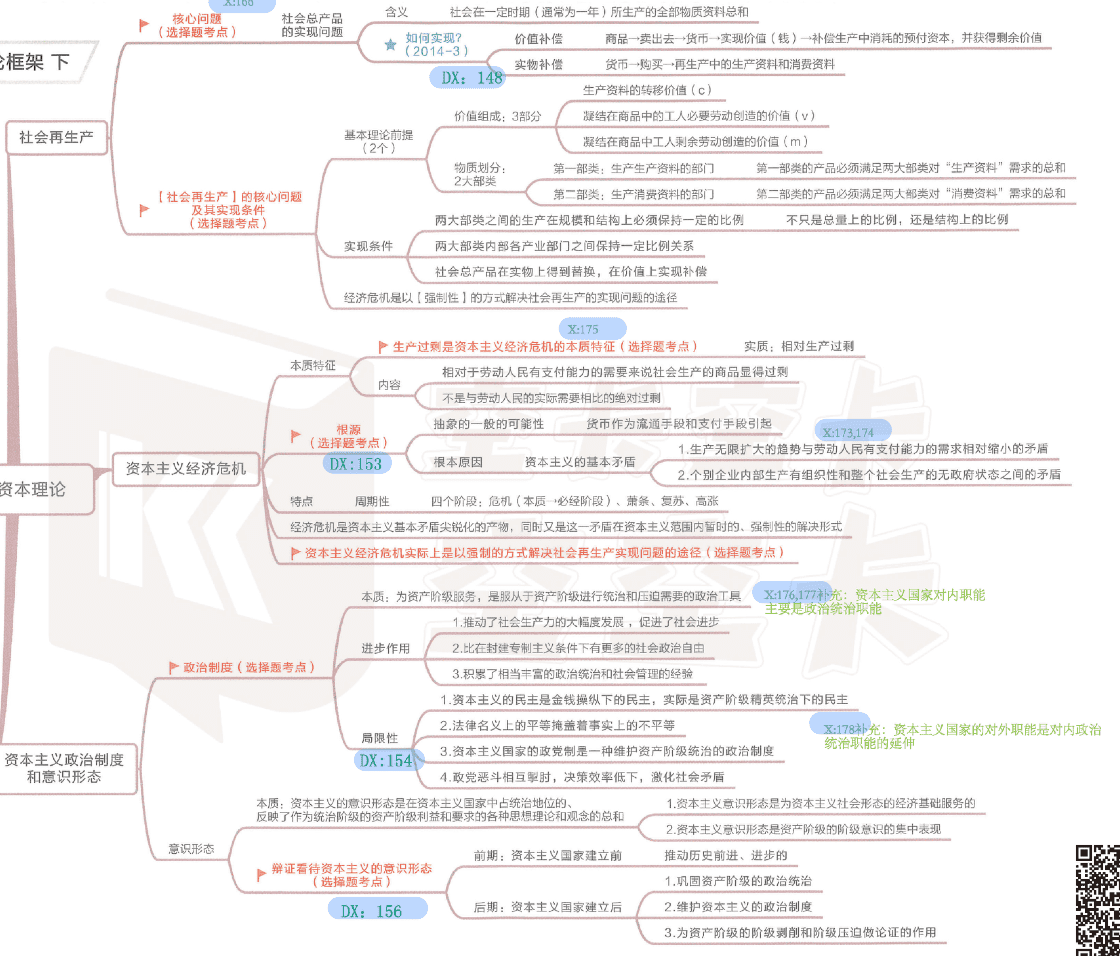 X:166
核心问题
（选择题考点）
社会总产品
的实现问题
含义
社会在一定时期（通常为一年）所生产的全部物质资料总和
如何实现？
（2014-3）
价值补偿
商品→卖出去→货币→实现价值（钱）→补偿生产中消耗的预付资本，并获得剩余价值
实物补偿
货币→购买→再生产中的生产资料和消费资料
DX：148
论框架 下
社会再生产
基本理论前提
（2个）
价值组成：3部分
生产资料的转移价值（c）
凝结在商品中的工人必要劳动创造的价值（v）
凝结在商品中工人剩余劳动创造的价值（m）
物质划分：
2大部类
第一部类：生产生产资料的部门
第一部类的产品必须满足两大部类对“生产资料”需求的总和
第二部类：生产消费资料的部门
第二部类的产品必须满足两大部类对“消费资料”需求的总和
【社会再生产】的核心问题
及其实现条件
（选择题考点）
实现条件
两大部类之间的生产在规模和结构上必须保持一定的比例
不只是总量上的比例，还是结构上的比例
两大部类内部各产业部门之间保持一定比例关系
社会总产品在实物上得到替换，在价值上实现补偿
经济危机是以【强制性】的方式解决社会再生产的实现问题的途径
X:175
本质特征
生产过剩是资本主义经济危机的本质特征（选择题考点）
实质：相对生产过剩
内容
相对于劳动人民有支付能力的需要来说社会生产的商品显得过剩
不是与劳动人民的实际需要相比的绝对过剩
根源
（选择题考点）
DX:153
抽象的一般的可能性
货币作为流通手段和支付手段引起
X:173,174
根本原因
资本主义的基本矛盾
1.生产无限扩大的趋势与劳动人民有支付能力的需求相对缩小的矛盾
2.个别企业内部生产有组织性和整个社会生产的无政府状态之间的矛盾
资本主义经济危机
资本理论
特点
周期性
四个阶段：危机（本质→必经阶段）、萧条、复苏、高涨
经济危机是资本主义基本矛盾尖锐化的产物，同时又是这一矛盾在资本主义范围内暂时的、强制性的解决形式
资本主义经济危机实际上是以强制的方式解决社会再生产实现问题的途径（选择题考点）
本质：为资产阶级服务，是服从于资产阶级进行统治和压迫需要的政治工具
X:176,177补充：资本主义国家对内职能
主要是政治统治职能
政治制度（选择题考点）
进步作用
1.推动了社会生产力的大幅度发展，促进了社会进步
2.比在封建专制主义条件下有更多的社会政治自由
3.积累了相当丰富的政治统治和社会管理的经验
局限性
DX:154
1.资本主义的民主是金钱操纵下的民主，实际是资产阶级精英统治下的民主
2.法律名义上的平等掩盖着事实上的不平等
3.资本主义国家的政党制是一种维护资产阶级统治的政治制度
4.政党恶斗相互掣肘，决策效率低下，激化社会矛盾
X:178补充：资本主义国家的对外职能是对内政治
统治职能的延伸
资本主义政治制度
和意识形态
意识形态
本质：资本主义的意识形态是在资本主义国家中占统治地位的、
反映了作为统治阶级的资产阶级利益和要求的各种思想理论和观念的总和
1.资本主义意识形态是为资本主义社会形态的经济基础服务的
2.资本主义意识形态是资产阶级的阶级意识的集中表现
辩证看待资本主义的意识形态
（选择题考点）
DX：156
前期：资本主义国家建立前
推动历史前进、进步的
后期：资本主义国家建立后
1.巩固资产阶级的政治统治
2.维护资本主义的政治制度
3.为资产阶级的阶级剥削和阶级压迫做论证的作用